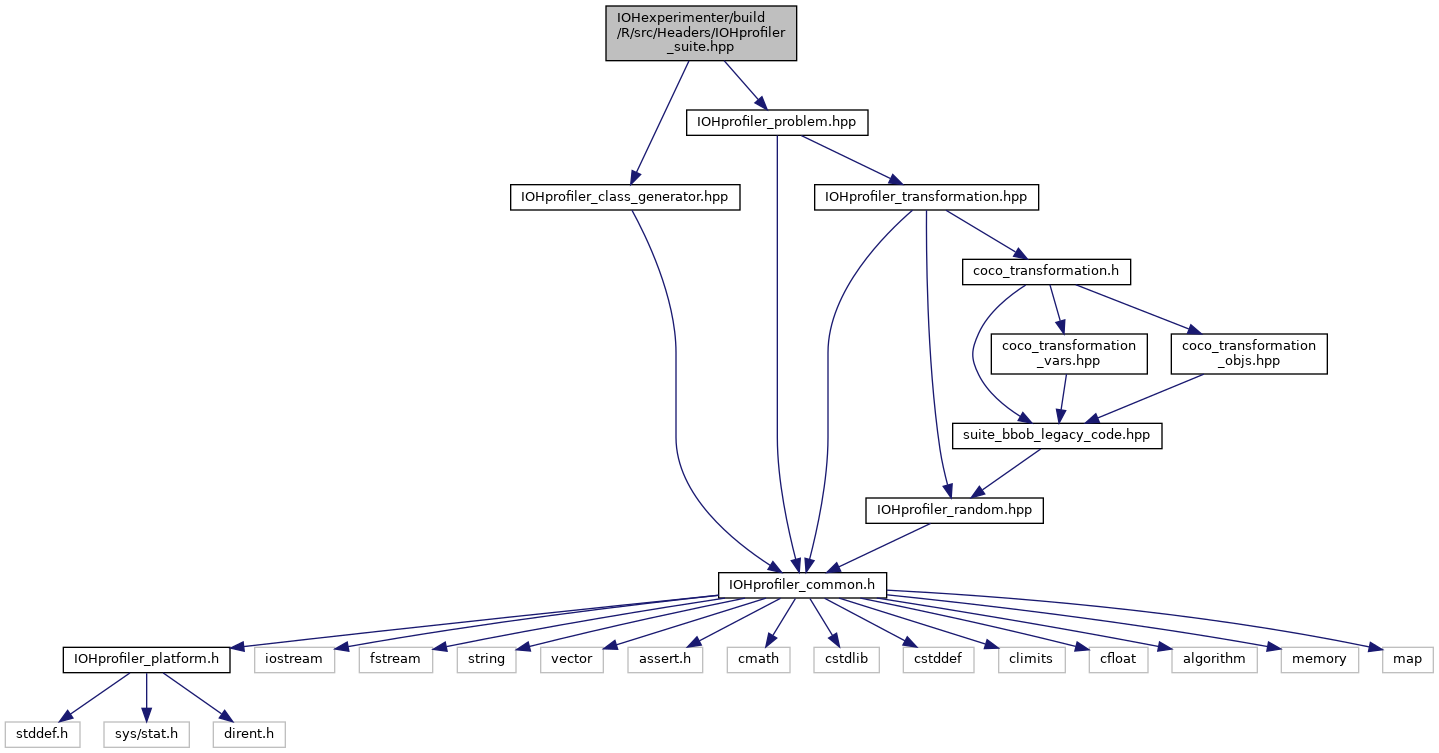 IOHexperimenter/build
/R/src/Headers/IOHprofiler
_suite.hpp
IOHprofiler_problem.hpp
IOHprofiler_class_generator.hpp
IOHprofiler_transformation.hpp
coco_transformation.h
coco_transformation
_vars.hpp
coco_transformation
_objs.hpp
suite_bbob_legacy_code.hpp
IOHprofiler_random.hpp
IOHprofiler_common.h
IOHprofiler_platform.h
iostream
fstream
string
vector
assert.h
cmath
cstdlib
cstddef
climits
cfloat
algorithm
memory
map
stddef.h
sys/stat.h
dirent.h